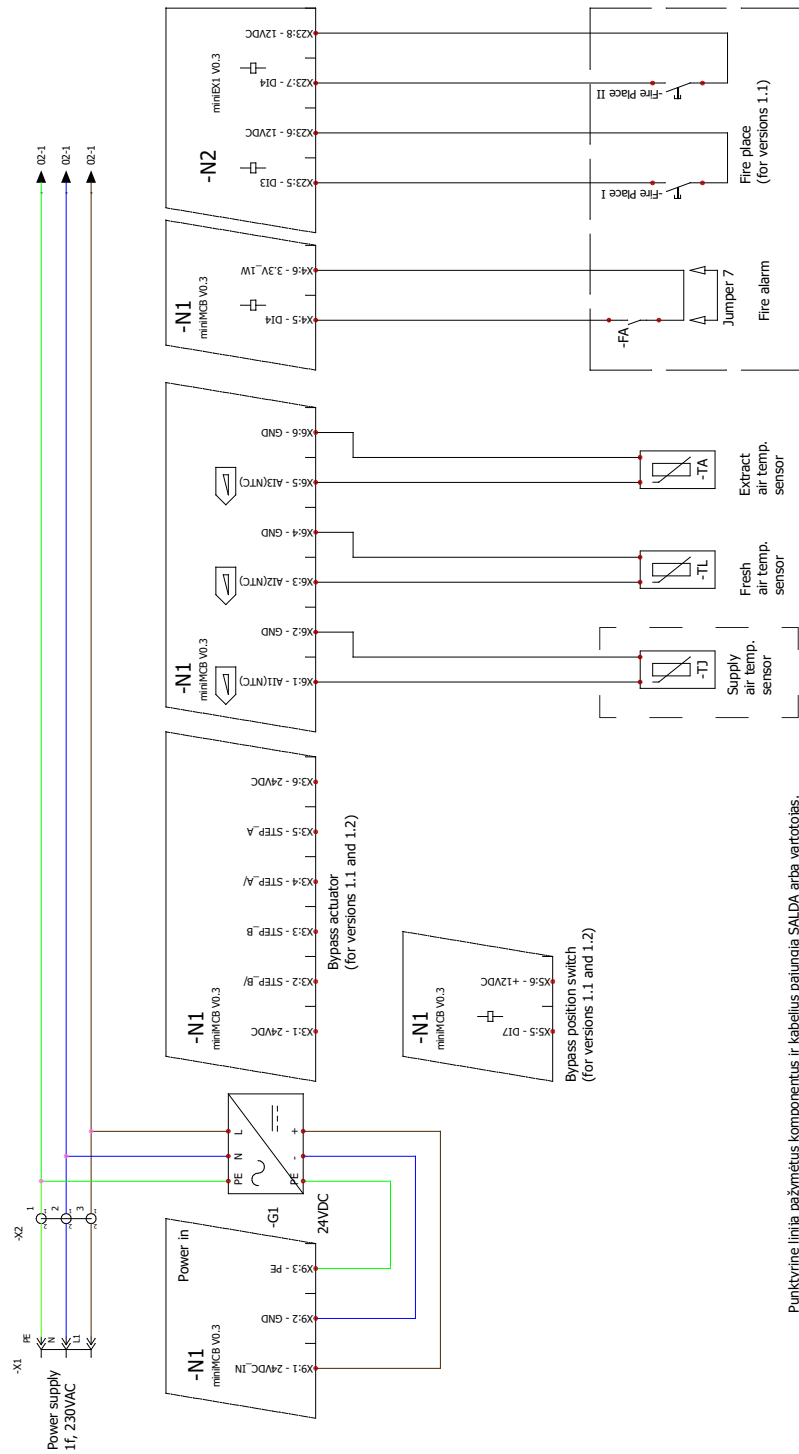 -X1
PE
N
L1
Power supply
1f, 230VAC
-X2
1
2
3
1
2
1
2
1
2
02-1
02-1
02-1
-N1
miniMCB V0.3
Power in
X9:1 - 24VDC_IN
X9:2 - GND
X9:3 - PE
-G1
24VDC
PE
N
L
PE
-
+
-N1
miniMCB V0.3
X3:1 - 24VDC
X3:2 - STEP_B/
X3:3 - STEP_B
X3:4 - STEP_A/
X3:5 - STEP_A
X3:6 - 24VDC
Bypass actuator
(for versions 1.1 and 1.2)
-N1
miniMCB V0.3
X5:5 - DI7
X5:6 - +12VDC
Bypass position switch
(for versions 1.1 and 1.2)
-N1
miniMCB V0.3
X6:1 - AI1(NTC)
X6:2 - GND
X6:3 - AI2(NTC)
X6:4 - GND
X6:5 - AI3(NTC)
X6:6 - GND
-TJ
Supply
air temp.
sensor
-TL
Fresh
air temp.
sensor
-TA
Extract
air temp.
sensor
-N1
miniMCB V0.3
X4:5 - DI4
X4:6 - 3.3V_1W
-FA
Jumper 7
Fire alarm
-N2
miniEX1 V0.3
X23:5 - DI3
X23:6 - 12VDC
X23:7 - DI4
X23:8 - 12VDC
-Fire Place I
-Fire Place II
Fire place
(for versions 1.1)
Punktyrine linija pažymėtus komponentus ir kabelius pajungia SALDA arba vartotojas.